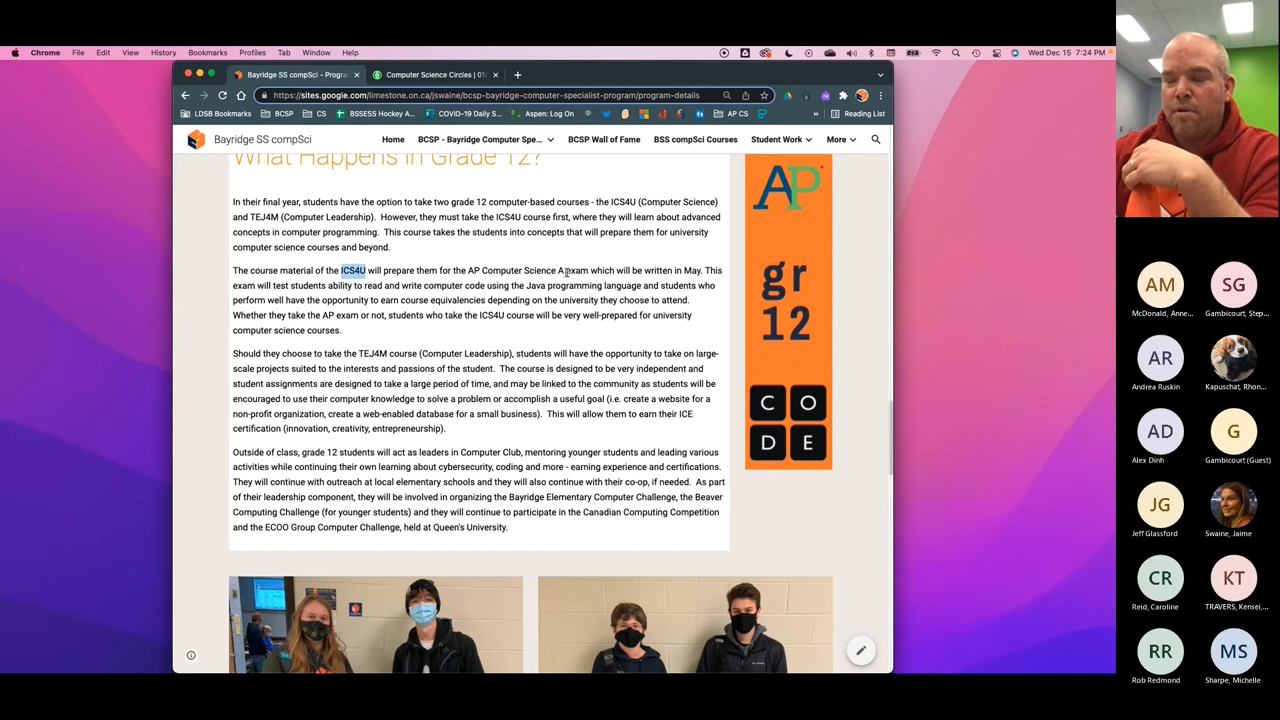 Chrome File Edit View History Bookmarks Profiles Tab Window Help Wed Dec 15 7:24 PM
Bayridge SS compSci - Progra Computer Science Circles | 01
https://sites.google.com/limestone.on.ca/jswaine/bcsp-bayridge-computer-specialist-program/program-details
LDSB Bookmarks BCSP CS BSSESS Hockey A... COVID-19 Daily S... Aspen: Log On AP CS » Reading List
Bayridge SS compSci Home BCSP - Bayridge Computer Spe... BCSP Wall of Fame BSS compSci Courses Student Work More
What Happens in Grade 12?
In their final year, students have the option to take two grade 12 computer-based courses - the ICS4U (Computer Science)
and TEJ4M (Computer Leadership). However, they must take the ICS4U course first, where they will learn about advanced
concepts in computer programming. This course takes the students into concepts that will prepare them for university
computer science courses and beyond.
The course material of the ICS4U will prepare them for the AP Computer Science A exam which will be written in May. This
exam will test students ability to read and write computer code using the Java programming language and students who
perform well have the opportunity to earn course equivalencies depending on the university they choose to attend.
Whether they take the AP exam or not, students who take the ICS4U course will be very well-prepared for university
computer science courses.
Should they choose to take the TEJ4M course (Computer Leadership), students will have the opportunity to take on large-
scale projects suited to the interests and passions of the student. The course is designed to be very independent and
student assignments are designed to take a large period of time, and may be linked to the community as students will be
encouraged to use their computer knowledge to solve a problem or accomplish a useful goal (i.e. create a website for a
non-profit organization, create a web-enabled database for a small business). This will allow them to earn their ICE
certification (innovation, creativity, entrepreneurship).
Outside of class, grade 12 students will act as leaders in Computer Club, mentoring younger students and leading various
activities while continuing their own learning about cybersecurity, coding and more - earning experience and certifications.
They will continue with outreach at local elementary schools and they will also continue with their co-op, if needed. As part
of their leadership component, they will be involved in organizing the Bayridge Elementary Computer Challenge, the Beaver
Computing Challenge (for younger students) and they will continue to participate in the Canadian Computing Competition
and the ECOO Group Computer Challenge, held at Queen's University.
AP
gr
12
C O
D E
AM SG
McDonald, Anne... Gambicourt, Step...
AR
Andrea Ruskin Kapuschat, Rhon...
AD G
Alex Dinh Gambicourt (Guest)
JG
Jeff Glassford Swaine, Jaime
CR KT
Reid, Caroline TRAVERS, Kensei,...
RR MS
Rob Redmond Sharpe, Michelle